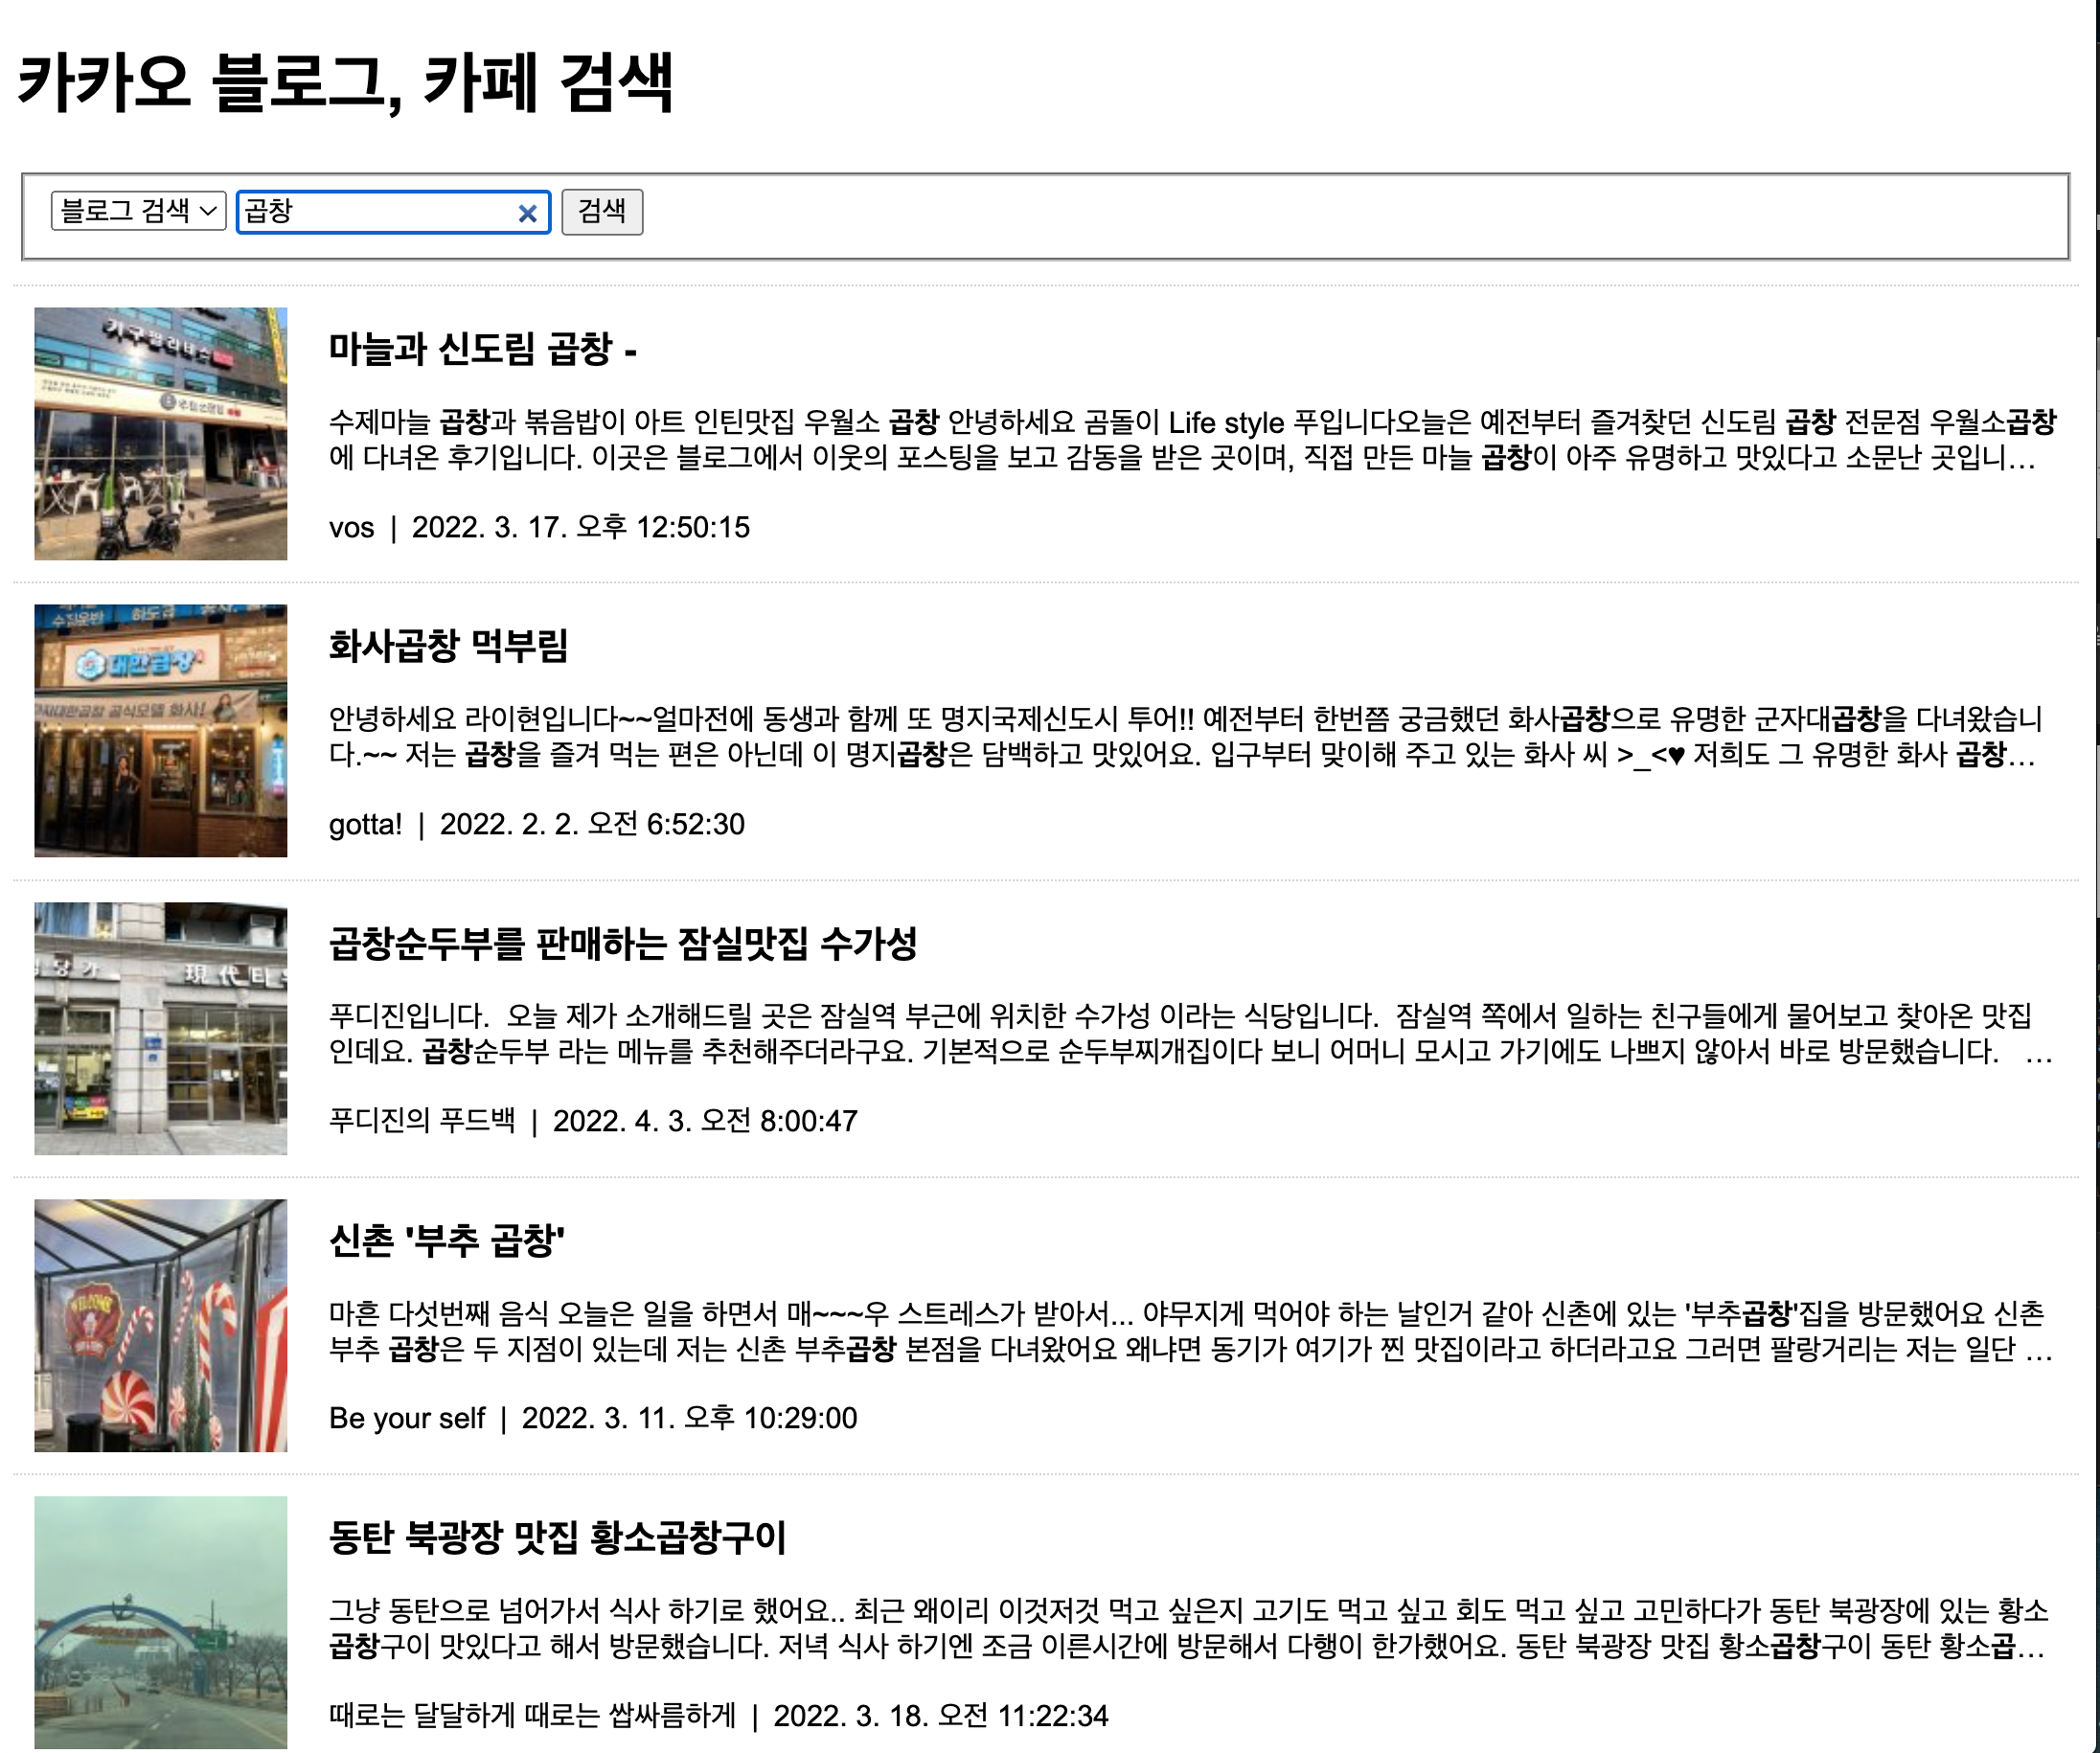 카카오 블로그, 카페 검색
블로그 검색
곱창
검색
마늘과 신도림 곱창 -
수제마늘 곱창과 볶음밥이 아트 인틴맛집 우월소 곱창 안녕하세요 곰돌이 Life style 푸입니다오늘은 예전부터 즐겨찾던 신도림 곱창 전문점 우월소곱창
에 다녀온 후기입니다. 이곳은 블로그에서 이웃의 포스팅을 보고 감동을 받은 곳이며, 직접 만든 마늘 곱창이 아주 유명하고 맛있다고 소문난 곳입니...
vos | 2022. 3. 17. 오후 12:50:15
수질운반
대한곱창
공식모델 화사!
화사곱창 먹부림
안녕하세요 라이현입니다~~얼마전에 동생과 함께 또 명지국제신도시 투어!! 예전부터 한번쯤 궁금했던 화사곱창으로 유명한 군자대곱창을 다녀왔습니
다.~~ 저는 곱창을 즐겨 먹는 편은 아닌데 이 명지곱창은 담백하고 맛있어요. 입구부터 맞이해 주고 있는 화사 씨 >_<♥ 저희도 그 유명한 화사 곱창...
gotta! | 2022. 2. 2. 오전 6:52:30
당가
現代타
곱창순두부를 판매하는 잠실맛집 수가성
푸디진입니다. 오늘 제가 소개해드릴 곳은 잠실역 부근에 위치한 수가성 이라는 식당입니다. 잠실역 쪽에서 일하는 친구들에게 물어보고 찾아온 맛집
인데요. 곱창순두부 라는 메뉴를 추천해주더라구요. 기본적으로 순두부찌개집이다 보니 어머니 모시고 가기에도 나쁘지 않아서 바로 방문했습니다. ...
푸디진의 푸드백 | 2022. 4. 3. 오전 8:00:47
WELCOME
신촌 '부추 곱창'
마흔 다섯번째 음식 오늘은 일을 하면서 매~~~우 스트레스가 받아서... 야무지게 먹어야 하는 날인거 같아 신촌에 있는 '부추곱창'집을 방문했어요 신촌
부추 곱창은 두 지점이 있는데 저는 신촌 부추곱창 본점을 다녀왔어요 왜냐면 동기가 여기가 찐 맛집이라고 하더라고요 그러면 팔랑거리는 저는 일단 ...
Be your self | 2022. 3. 11. 오후 10:29:00
동탄 북광장 맛집 황소곱창구이
그냥 동탄으로 넘어가서 식사 하기로 했어요.. 최근 왜이리 이것저것 먹고 싶은지 고기도 먹고 싶고 회도 먹고 싶고 고민하다가 동탄 북광장에 있는 황소
곱창구이 맛있다고 해서 방문했습니다. 저녁 식사 하기엔 조금 이른시간에 방문해서 다행이 한가했어요. 동탄 북광장 맛집 황소곱창구이 동탄 황소곱...
때로는 달달하게 때로는 쌉싸름하게 | 2022. 3. 18. 오전 11:22:34